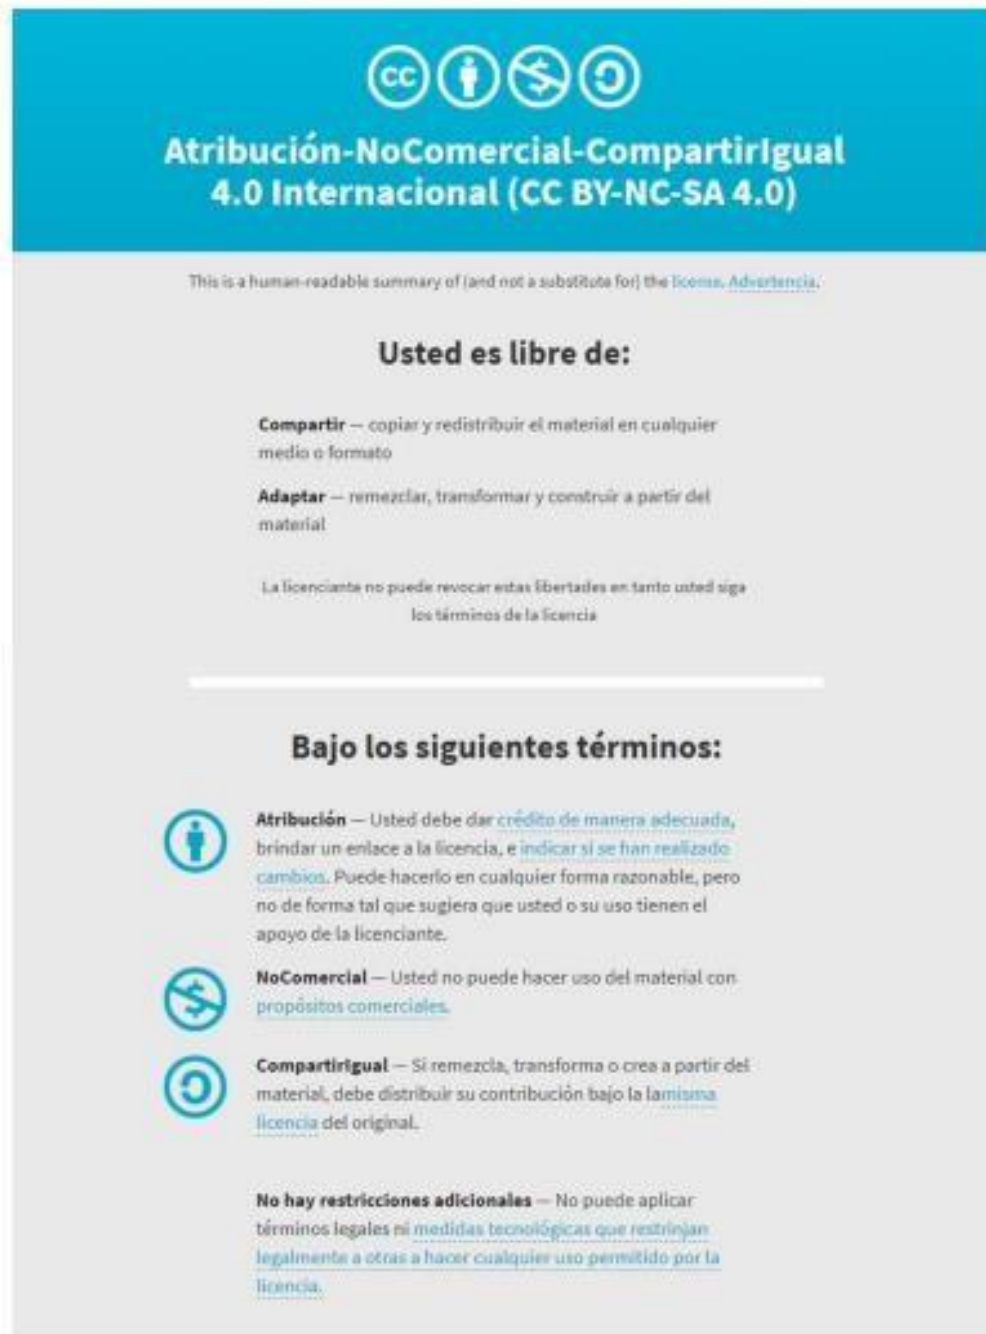 cc
Atribución-NoComercial-CompartirIgual
4.0 Internacional (CC BY-NC-SA 4.0)
This is a human-readable summary of (and not a substitute for) the license. Advertencia.
Usted es libre de:
Compartir — copiar y redistribuir el material en cualquier
medio o formato
Adaptar — remezclar, transformar y construir a partir del
material
La licenciante no puede revocar estas libertades en tanto usted siga
los términos de la licencia
Bajo los siguientes términos:
Atribución — Usted debe dar crédito de manera adecuada,
brindar un enlace a la licencia, e indicar si se han realizado
cambios. Puede hacerlo en cualquier forma razonable, pero
no de forma tal que sugiera que usted o su uso tienen el
apoyo de la licenciante.
NoComercial — Usted no puede hacer uso del material con
propósitos comerciales.
CompartirIgual — Si remezcla, transforma o crea a partir del
material, debe distribuir su contribución bajo la lamisma
licencia del original.
No hay restricciones adicionales — No puede aplicar
términos legales ni medidas tecnológicas que restrinjan
legalmente a otras a hacer cualquier uso permitido por la
licencia.